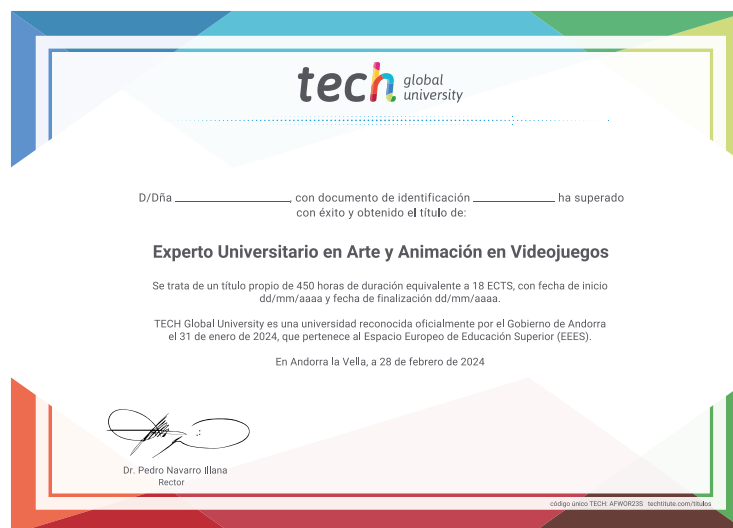 tech global university
D/Dña ____________________, con documento de identificación ______________ ha superado
con éxito y obtenido el título de:
Experto Universitario en Arte y Animación en Videojuegos
Se trata de un título propio de 450 horas de duración equivalente a 18 ECTS, con fecha de inicio
dd/mm/aaaa y fecha de finalización dd/mm/aaaa.
TECH Global University es una universidad reconocida oficialmente por el Gobierno de Andorra
el 31 de enero de 2024, que pertenece al Espacio Europeo de Educación Superior (EEES).
En Andorra la Vella, a 28 de febrero de 2024
Dr. Pedro Navarro Illana
Rector
código único TECH: AFWOR23S techtitute.com/titulos